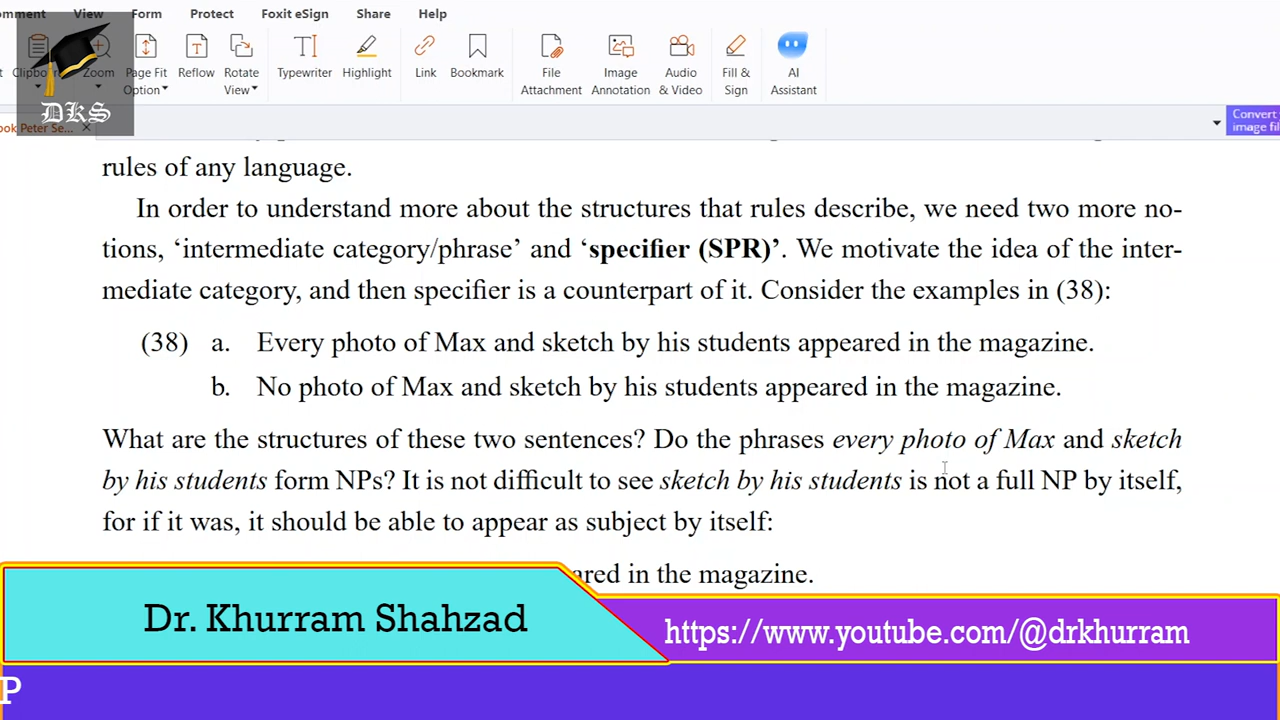 View Form Protect Foxit eSign Share Help
Zoom Page Fit Option Reflow Rotate View Typewriter Highlight Link Bookmark File Attachment Image Annotation Audio & Video Fill & Sign AI Assistant
DKS
ook Peter Se...
Convert
rules of any language.
In order to understand more about the structures that rules describe, we need two more no-
tions, ‘intermediate category/phrase’ and ‘specifier (SPR)’. We motivate the idea of the inter-
mediate category, and then specifier is a counterpart of it. Consider the examples in (38):
(38) a. Every photo of Max and sketch by his students appeared in the magazine.
b. No photo of Max and sketch by his students appeared in the magazine.
What are the structures of these two sentences? Do the phrases every photo of Max and sketch
by his students form NPs? It is not difficult to see sketch by his students is not a full NP by itself,
for if it was, it should be able to appear as subject by itself:
ared in the magazine.
Dr. Khurram Shahzad
https://www.youtube.com/@drkhurram
P